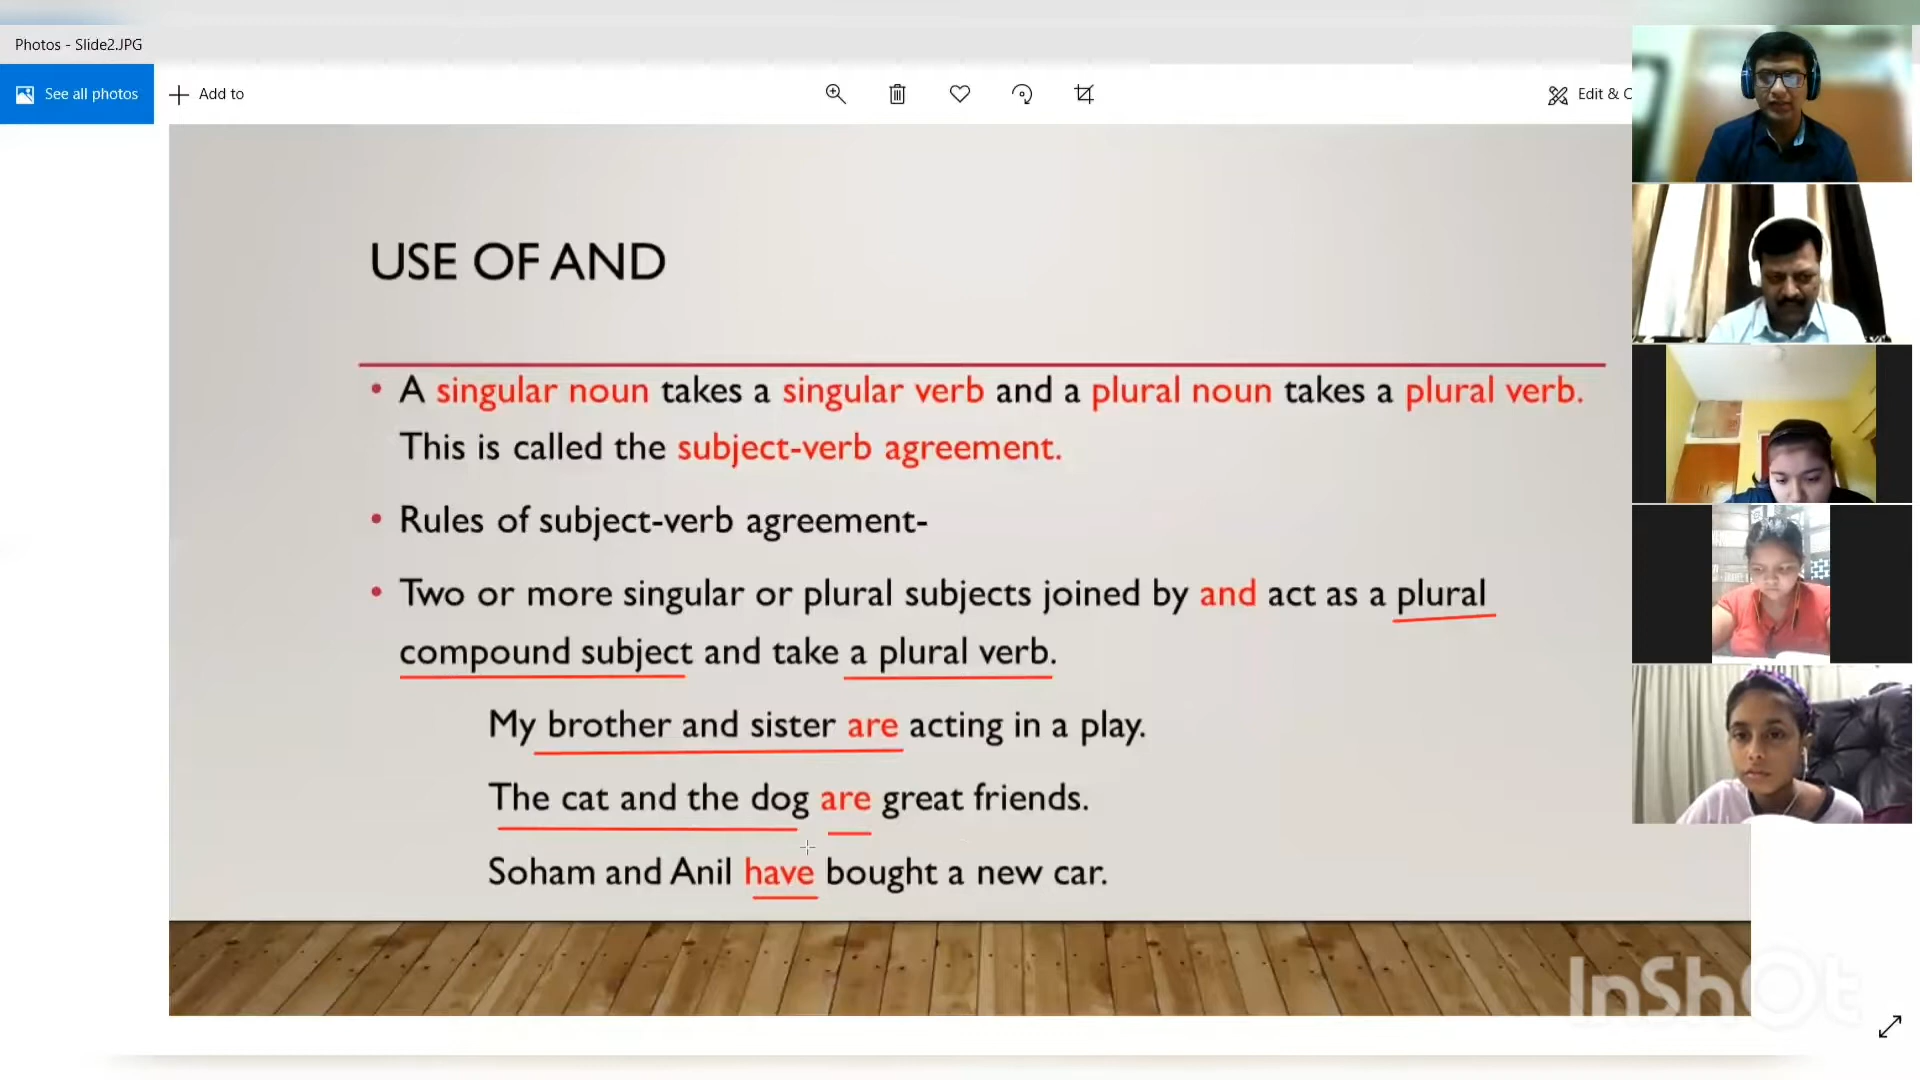 Photos - Slide2.JPG
See all photos
Add to
Edit & C
USE OF AND
• A singular noun takes a singular verb and a plural noun takes a plural verb.
This is called the subject-verb agreement.
• Rules of subject-verb agreement-
• Two or more singular or plural subjects joined by and act as a plural
compound subject and take a plural verb.
My brother and sister are acting in a play.
The cat and the dog are great friends.
Soham and Anil have bought a new car.
InShOt